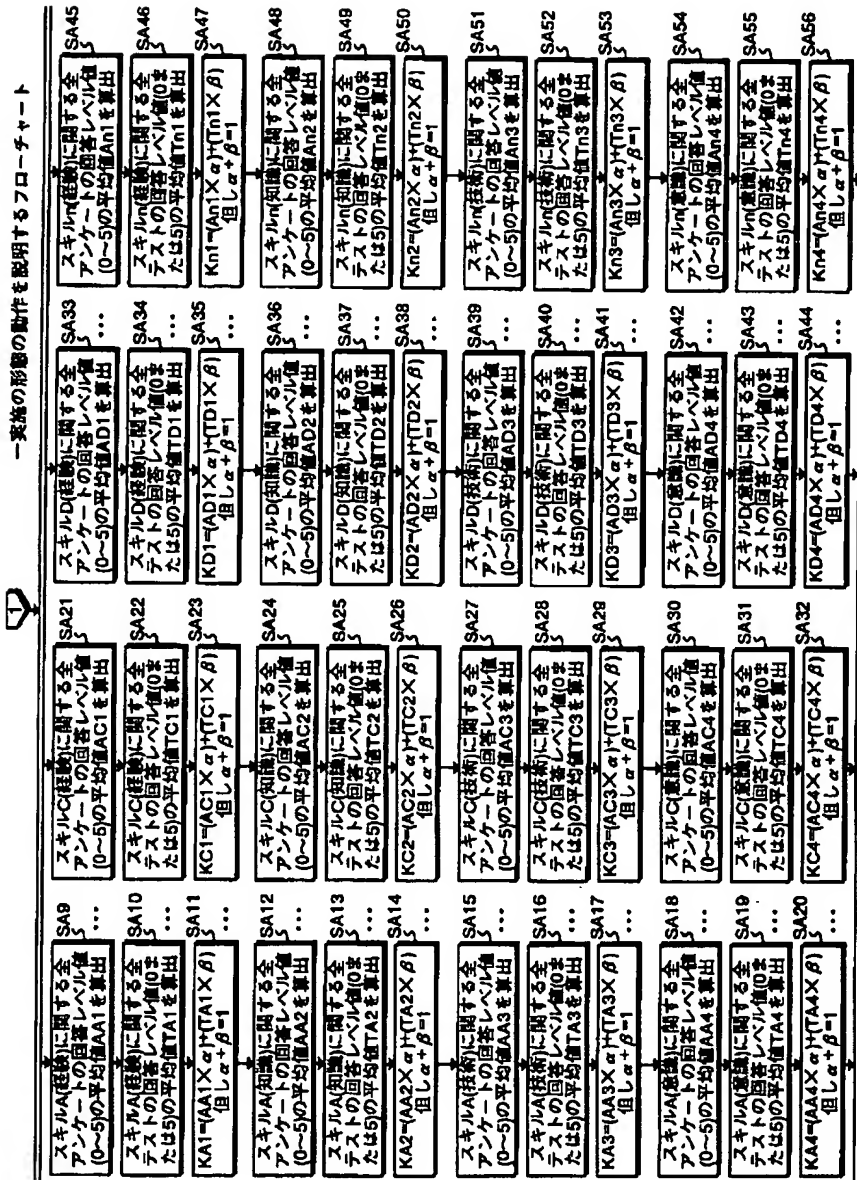 一実施の形態の動作を説明するフローチャート
1
SA9
スキルA(経験)に関する全
アンケートの回答レベル値
(0～5)の平均値AA1を算出
...
SA10
スキルA(経験)に関する全
テストの回答レベル値(0ま
たは5)の平均値TA1を算出
...
SA11
KA1=(AA1×α)+(TA1×β)
但しα+β=1
...
SA12
スキルA(知識)に関する全
アンケートの回答レベル値
(0～5)の平均値AA2を算出
...
SA13
スキルA(知識)に関する全
テストの回答レベル値(0ま
たは5)の平均値TA2を算出
...
SA14
KA2=(AA2×α)+(TA2×β)
但しα+β=1
...
SA15
スキルA(技術)に関する全
アンケートの回答レベル値
(0～5)の平均値AA3を算出
...
SA16
スキルA(技術)に関する全
テストの回答レベル値(0ま
たは5)の平均値TA3を算出
...
SA17
KA3=(AA3×α)+(TA3×β)
但しα+β=1
...
SA18
スキルA(意識)に関する全
アンケートの回答レベル値
(0～5)の平均値AA4を算出
...
SA19
スキルA(意識)に関する全
テストの回答レベル値(0ま
たは5)の平均値TA4を算出
...
SA20
KA4=(AA4×α)+(TA4×β)
但しα+β=1
...
SA21
スキルC(経験)に関する全
アンケートの回答レベル値
(0～5)の平均値AC1を算出
SA22
スキルC(経験)に関する全
テストの回答レベル値(0ま
たは5)の平均値TC1を算出
SA23
KC1=(AC1×α)+(TC1×β)
但しα+β=1
SA24
スキルC(知識)に関する全
アンケートの回答レベル値
(0～5)の平均値AC2を算出
SA25
スキルC(知識)に関する全
テストの回答レベル値(0ま
たは5)の平均値TC2を算出
SA26
KC2=(AC2×α)+(TC2×β)
但しα+β=1
SA27
スキルC(技術)に関する全
アンケートの回答レベル値
(0～5)の平均値AC3を算出
SA28
スキルC(技術)に関する全
テストの回答レベル値(0ま
たは5)の平均値TC3を算出
SA29
KC3=(AC3×α)+(TC3×β)
但しα+β=1
SA30
スキルC(意識)に関する全
アンケートの回答レベル値
(0～5)の平均値AC4を算出
SA31
スキルC(意識)に関する全
テストの回答レベル値(0ま
たは5)の平均値TC4を算出
SA32
KC4=(AC4×α)+(TC4×β)
但しα+β=1
SA33
スキルD(経験)に関する全
アンケートの回答レベル値
(0～5)の平均値AD1を算出
...
SA34
スキルD(経験)に関する全
テストの回答レベル値(0ま
たは5)の平均値TD1を算出
...
SA35
KD1=(AD1×α)+(TD1×β)
但しα+β=1
...
SA36
スキルD(知識)に関する全
アンケートの回答レベル値
(0～5)の平均値AD2を算出
...
SA37
スキルD(知識)に関する全
テストの回答レベル値(0ま
たは5)の平均値TD2を算出
...
SA38
KD2=(AD2×α)+(TD2×β)
但しα+β=1
...
SA39
スキルD(技術)に関する全
アンケートの回答レベル値
(0～5)の平均値AD3を算出
...
SA40
スキルD(技術)に関する全
テストの回答レベル値(0ま
たは5)の平均値TD3を算出
...
SA41
KD3=(AD3×α)+(TD3×β)
但しα+β=1
...
SA42
スキルD(意識)に関する全
アンケートの回答レベル値
(0～5)の平均値AD4を算出
...
SA43
スキルD(意識)に関する全
テストの回答レベル値(0ま
たは5)の平均値TD4を算出
...
SA44
KD4=(AD4×α)+(TD4×β)
但しα+β=1
...
SA45
スキルn(経験)に関する全
アンケートの回答レベル値
(0～5)の平均値An1を算出
SA46
スキルn(経験)に関する全
テストの回答レベル値(0ま
たは5)の平均値Tn1を算出
SA47
Kn1=(An1×α)+(Tn1×β)
但しα+β=1
SA48
スキルn(知識)に関する全
アンケートの回答レベル値
(0～5)の平均値An2を算出
SA49
スキルn(知識)に関する全
テストの回答レベル値(0ま
たは5)の平均値Tn2を算出
SA50
Kn2=(An2×α)+(Tn2×β)
但しα+β=1
SA51
スキルn(技術)に関する全
アンケートの回答レベル値
(0～5)の平均値An3を算出
SA52
スキルn(技術)に関する全
テストの回答レベル値(0ま
たは5)の平均値Tn3を算出
SA53
Kn3=(An3×α)+(Tn3×β)
但しα+β=1
SA54
スキルn(意識)に関する全
アンケートの回答レベル値
(0～5)の平均値An4を算出
SA55
スキルn(意識)に関する全
テストの回答レベル値(0ま
たは5)の平均値Tn4を算出
SA56
Kn4=(An4×α)+(Tn4×β)
但しα+β=1